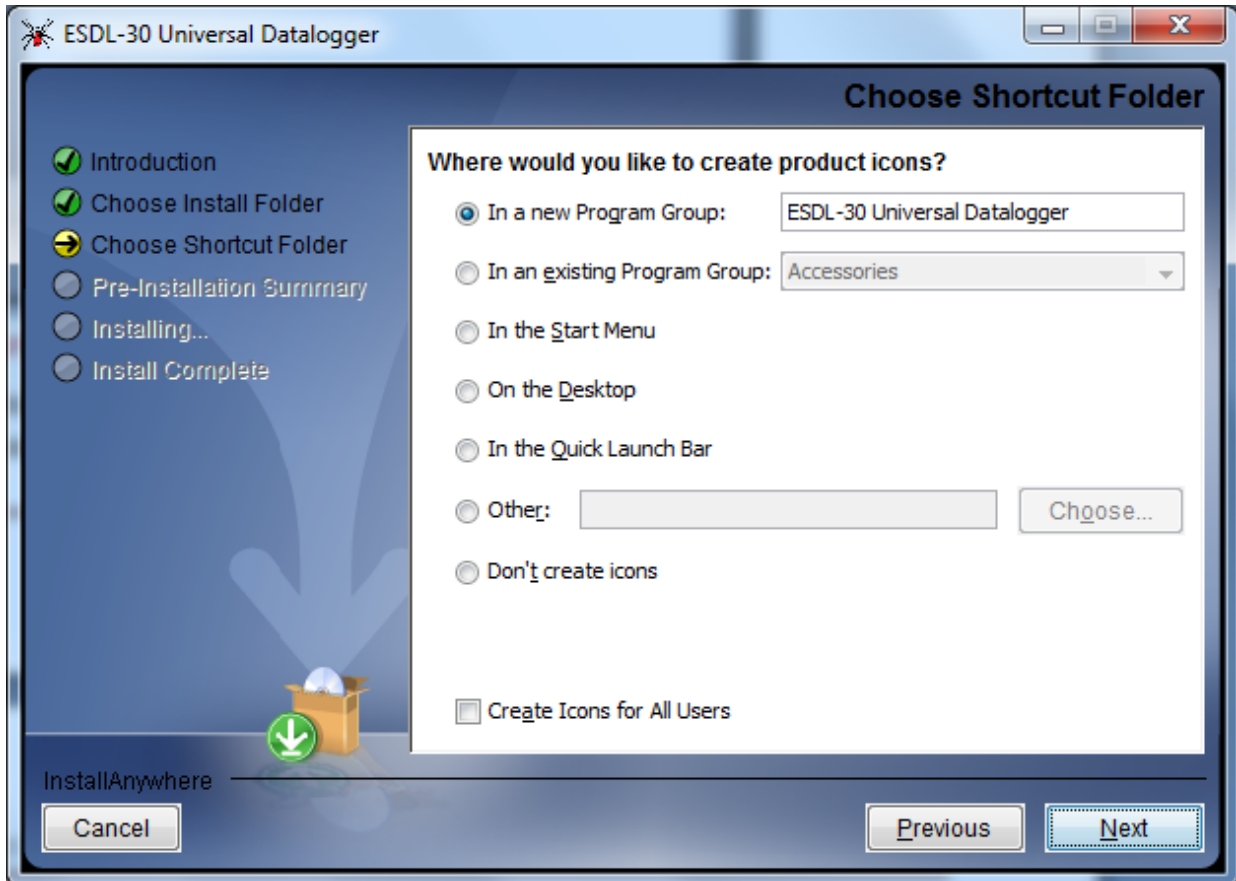 ESDL-30 Universal Datalogger
Choose Shortcut Folder
Introduction
Choose Install Folder
Choose Shortcut Folder
Pre-Installation Summary
Installing...
Install Complete
Where would you like to create product icons?
In a new Program Group: ESDL-30 Universal Datalogger
In an existing Program Group: Accessories
In the Start Menu
On the Desktop
In the Quick Launch Bar
Other: Choose...
Don't create icons
Create Icons for All Users
InstallAnywhere
Cancel Previous Next